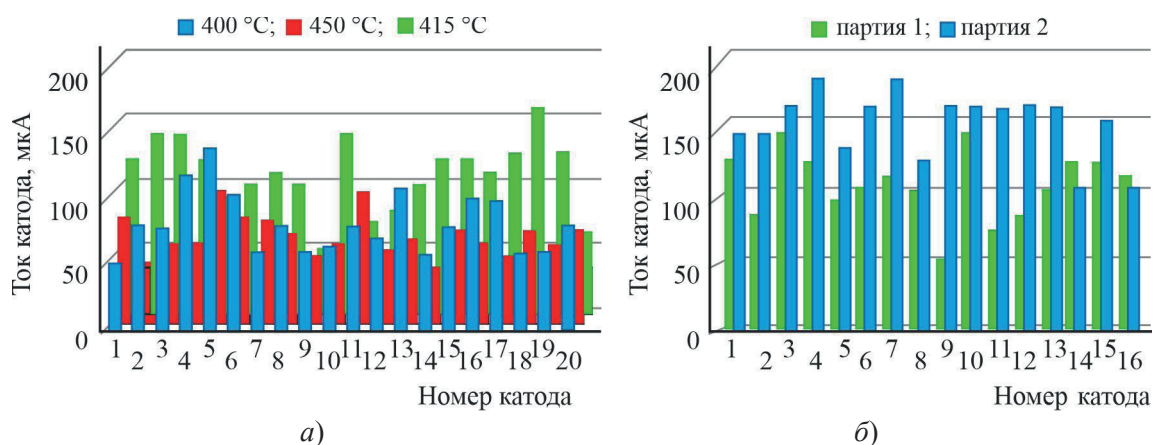 400 °C; 450 °C; 415 °C
Ток катода, мкА
200
150
100
50
0
1 2 3 4 5 6 7 8 9 10 11 12 13 14 15 16 17 18 19 20
Номер катода
а)
партия 1; партия 2
Ток катода, мкА
200
150
100
50
0
1 2 3 4 5 6 7 8 9 10 11 12 13 14 15 16
Номер катода
б)